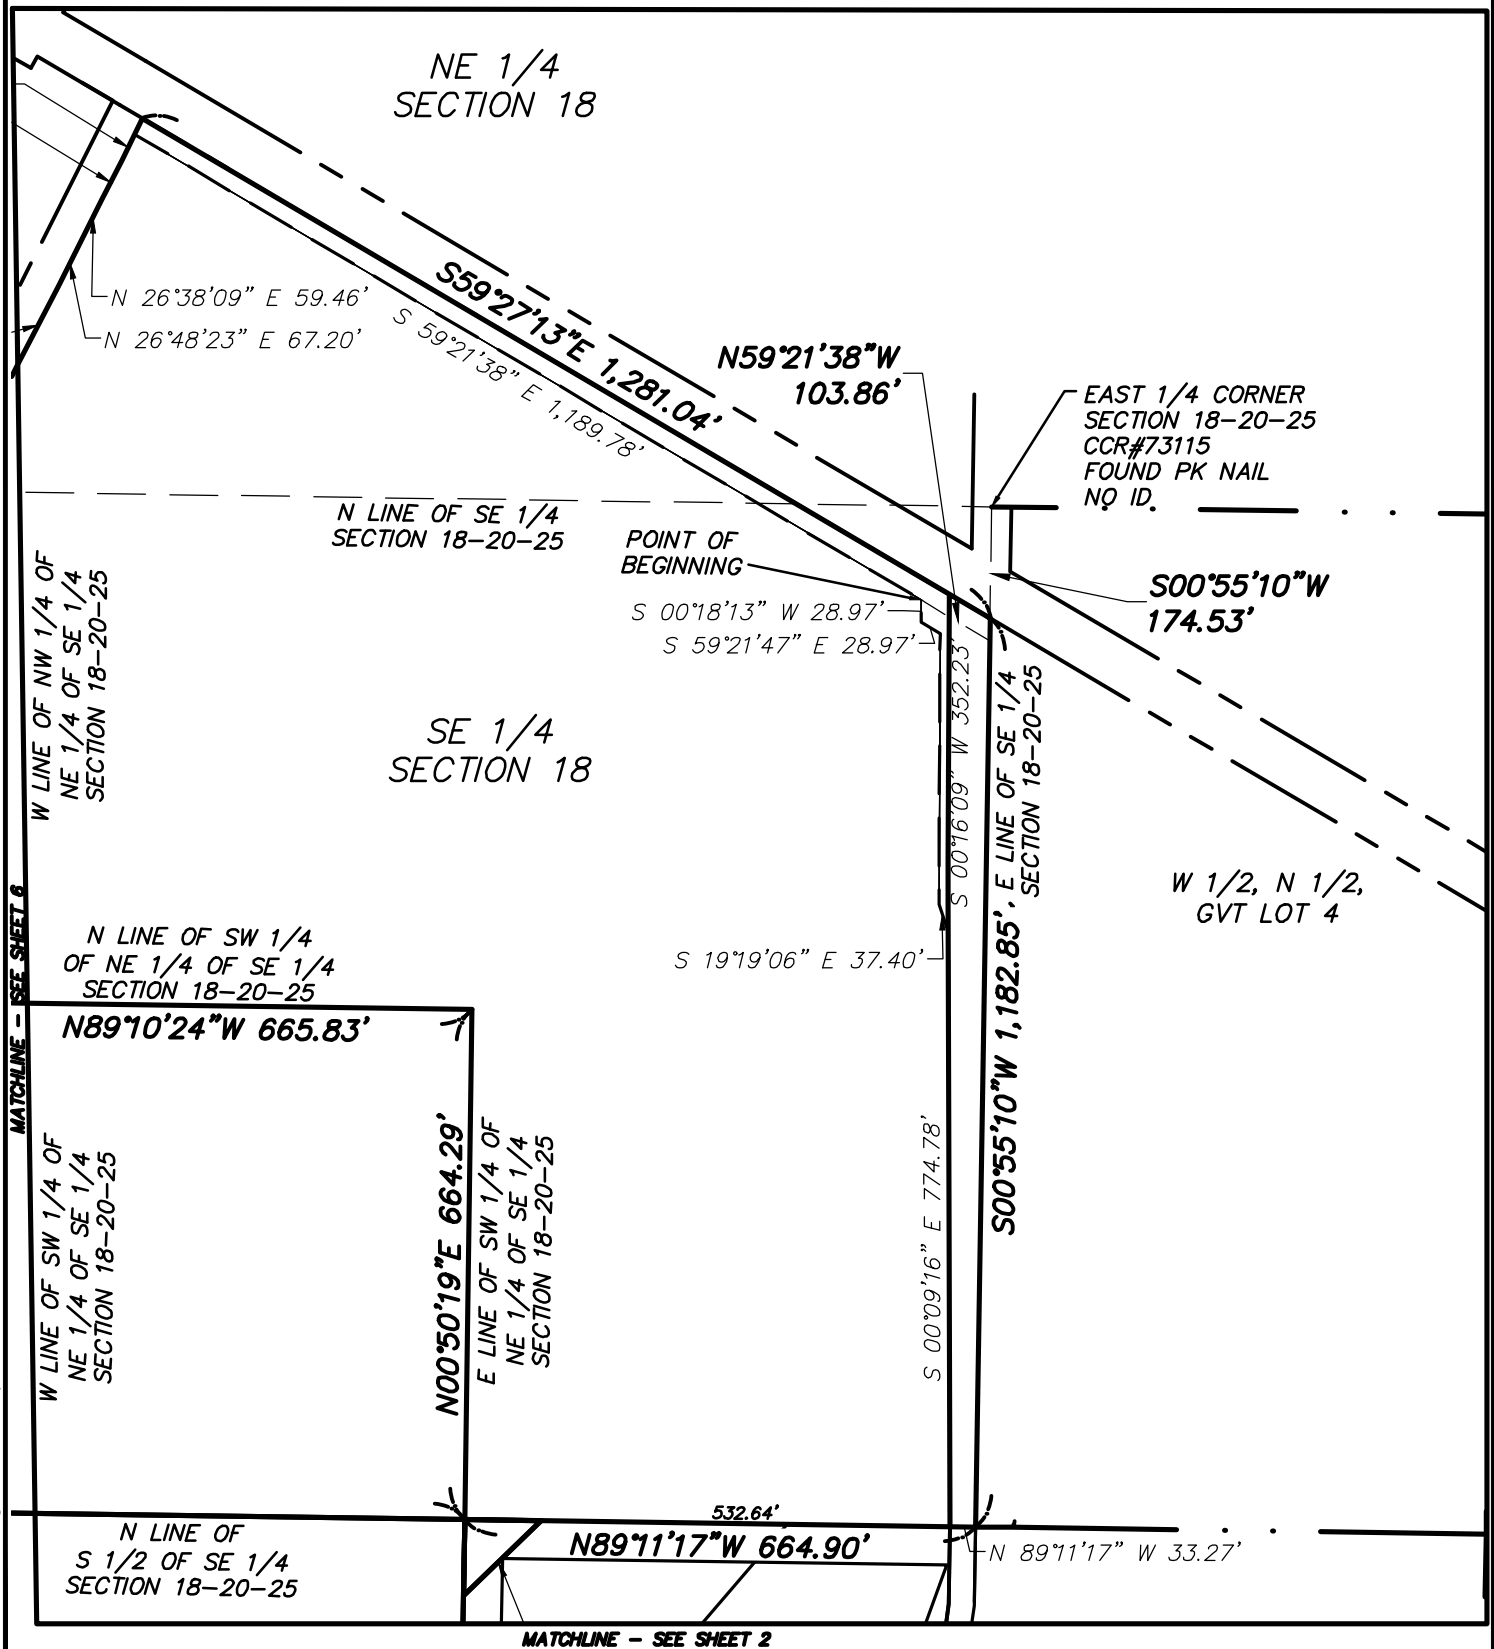 NE 1/4
SECTION 18
N 26°38'09" E 59.46'
N 26°48'23" E 67.20'
S59°27'13"E 1,281.04'
S 59°21'38" E 1,189.78'
N59°21'38"W
103.86'
EAST 1/4 CORNER
SECTION 18-20-25
CCR#73115
FOUND PK NAIL
NO ID.
N LINE OF SE 1/4
SECTION 18-20-25
POINT OF
BEGINNING
S 00°18'13" W 28.97'
S 59°21'47" E 28.97'
S00°55'10"W
174.53'
W LINE OF NW 1/4 OF
NE 1/4 OF SE 1/4
SECTION 18-20-25
SE 1/4
SECTION 18
S 00°16'09" W 352.23'
S00°55'10"W 1,182.85', E LINE OF SE 1/4
SECTION 18-20-25
W 1/2, N 1/2,
GVT LOT 4
MATCHLINE - SEE SHEET 6
N LINE OF SW 1/4
OF NE 1/4 OF SE 1/4
SECTION 18-20-25
N89°10'24"W 665.83'
S 19°19'06" E 37.40'
W LINE OF SW 1/4 OF
NE 1/4 OF SE 1/4
SECTION 18-20-25
N00°50'19"E 664.29'
E LINE OF SW 1/4 OF
NE 1/4 OF SE 1/4
SECTION 18-20-25
S 00°09'16" E 774.78'
532.64'
N89°11'17"W 664.90'
N 89°11'17" W 33.27'
N LINE OF
S 1/2 OF SE 1/4
SECTION 18-20-25
MATCHLINE - SEE SHEET 2